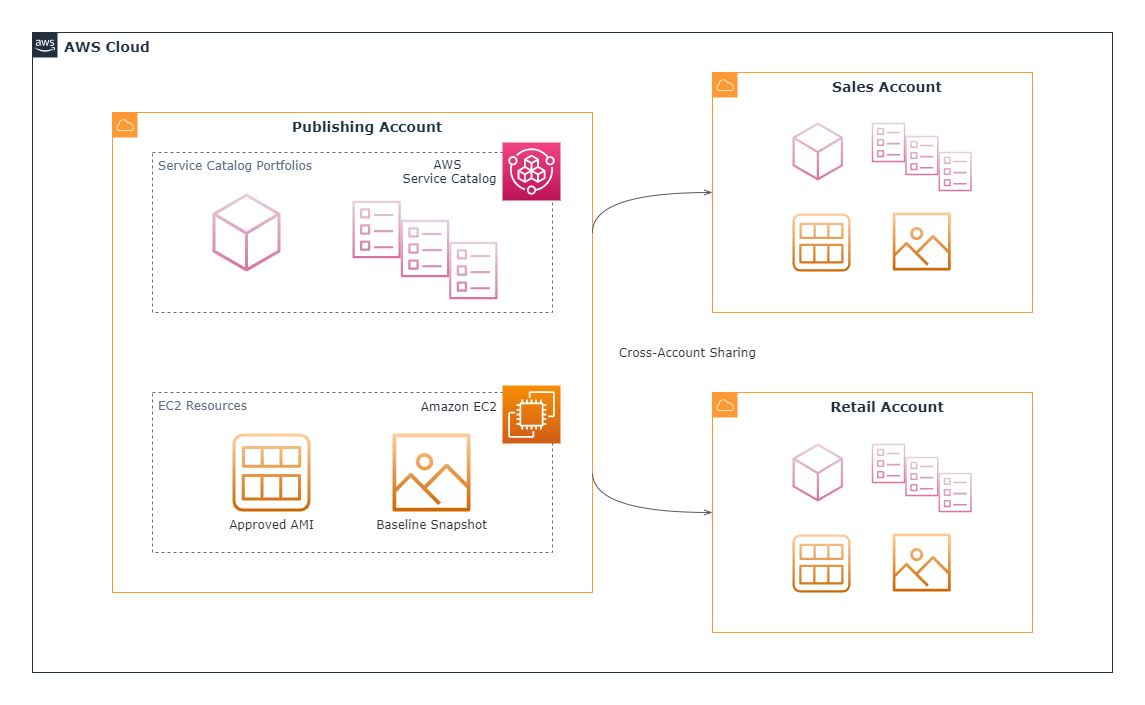 aws
AWS Cloud
Publishing Account
Service Catalog Portfolios
AWS
Service Catalog
EC2 Resources
Amazon EC2
Approved AMI
Baseline Snapshot
Cross-Account Sharing
Sales Account
Retail Account